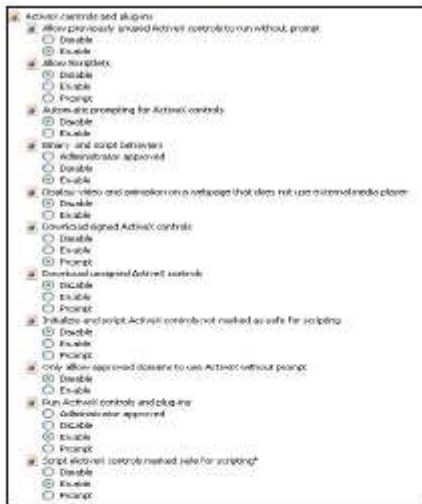 ActiveX controls and plug-ins
Allow previously unused ActiveX controls to run without prompt
Disable
Enable
Allow Scriptlets
Disable
Enable
Prompt
Automatic prompting for ActiveX controls
Disable
Enable
Binary and script behaviors
Administrator approved
Disable
Enable
Display video and animation on a webpage that does not use external media player
Disable
Enable
Download signed ActiveX controls
Disable
Enable
Prompt
Download unsigned ActiveX controls
Disable
Enable
Prompt
Initialize and script ActiveX controls not marked as safe for scripting
Disable
Enable
Prompt
Only allow approved domains to use ActiveX without prompt
Disable
Enable
Run ActiveX controls and plug-ins
Administrator approved
Disable
Enable
Prompt
Script ActiveX controls marked safe for scripting*
Disable
Enable
Prompt